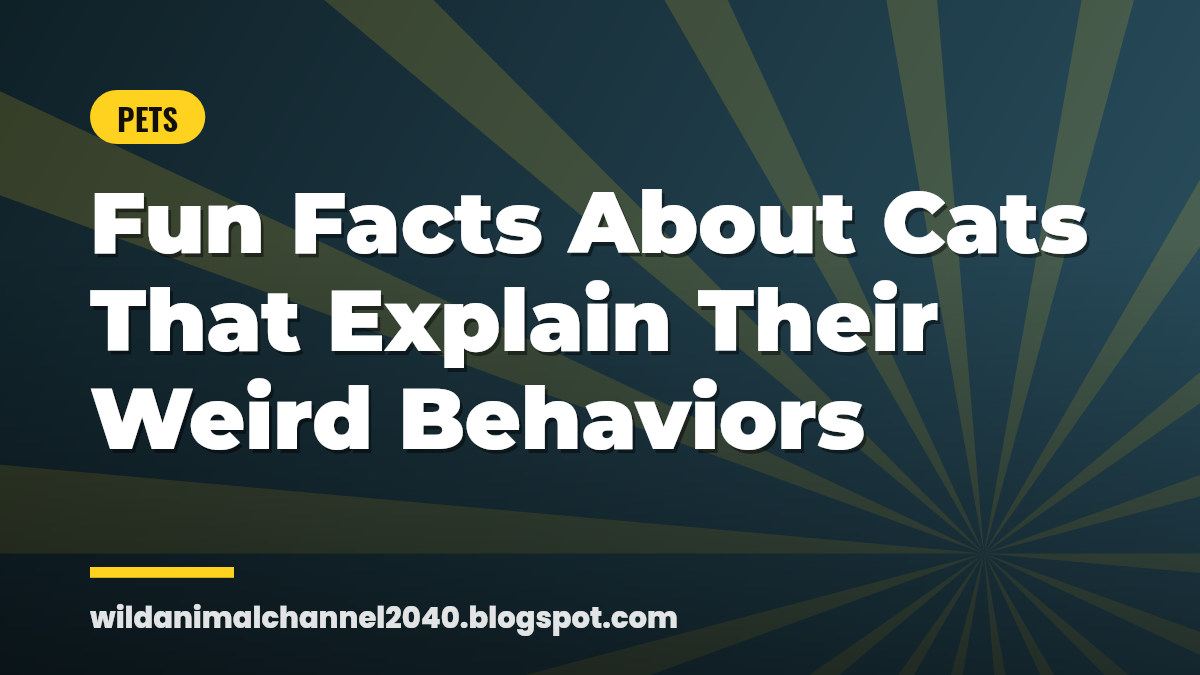 PETS
Fun Facts About Cats
That Explain Their
Weird Behaviors
wildanimalchannel2040.blogspot.com